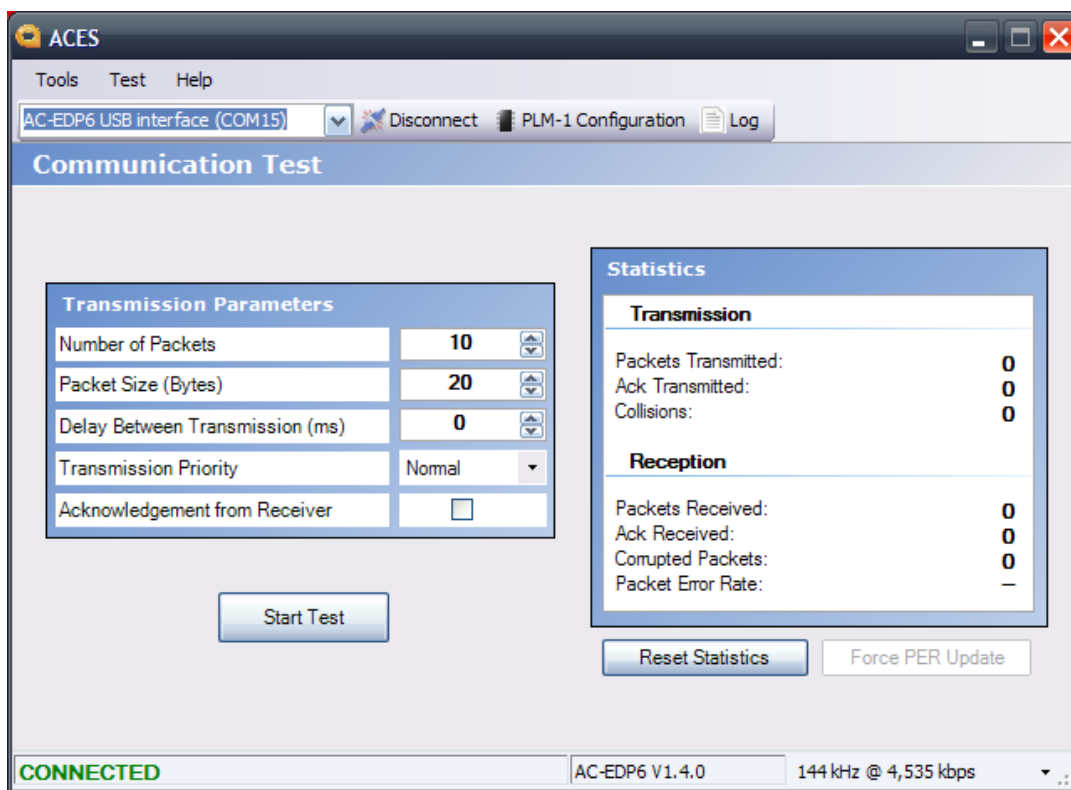 ACES
Tools Test Help
AC-EDP6 USB interface (COM15) Disconnect PLM-1 Configuration Log
Communication Test
Transmission Parameters
Number of Packets 10
Packet Size (Bytes) 20
Delay Between Transmission (ms) 0
Transmission Priority Normal
Acknowledgement from Receiver
Start Test
Statistics
Transmission
Packets Transmitted: 0
Ack Transmitted: 0
Collisions: 0
Reception
Packets Received: 0
Ack Received: 0
Corrupted Packets: 0
Packet Error Rate: –
Reset Statistics Force PER Update
CONNECTED AC-EDP6 V1.4.0 144 kHz @ 4,535 kbps